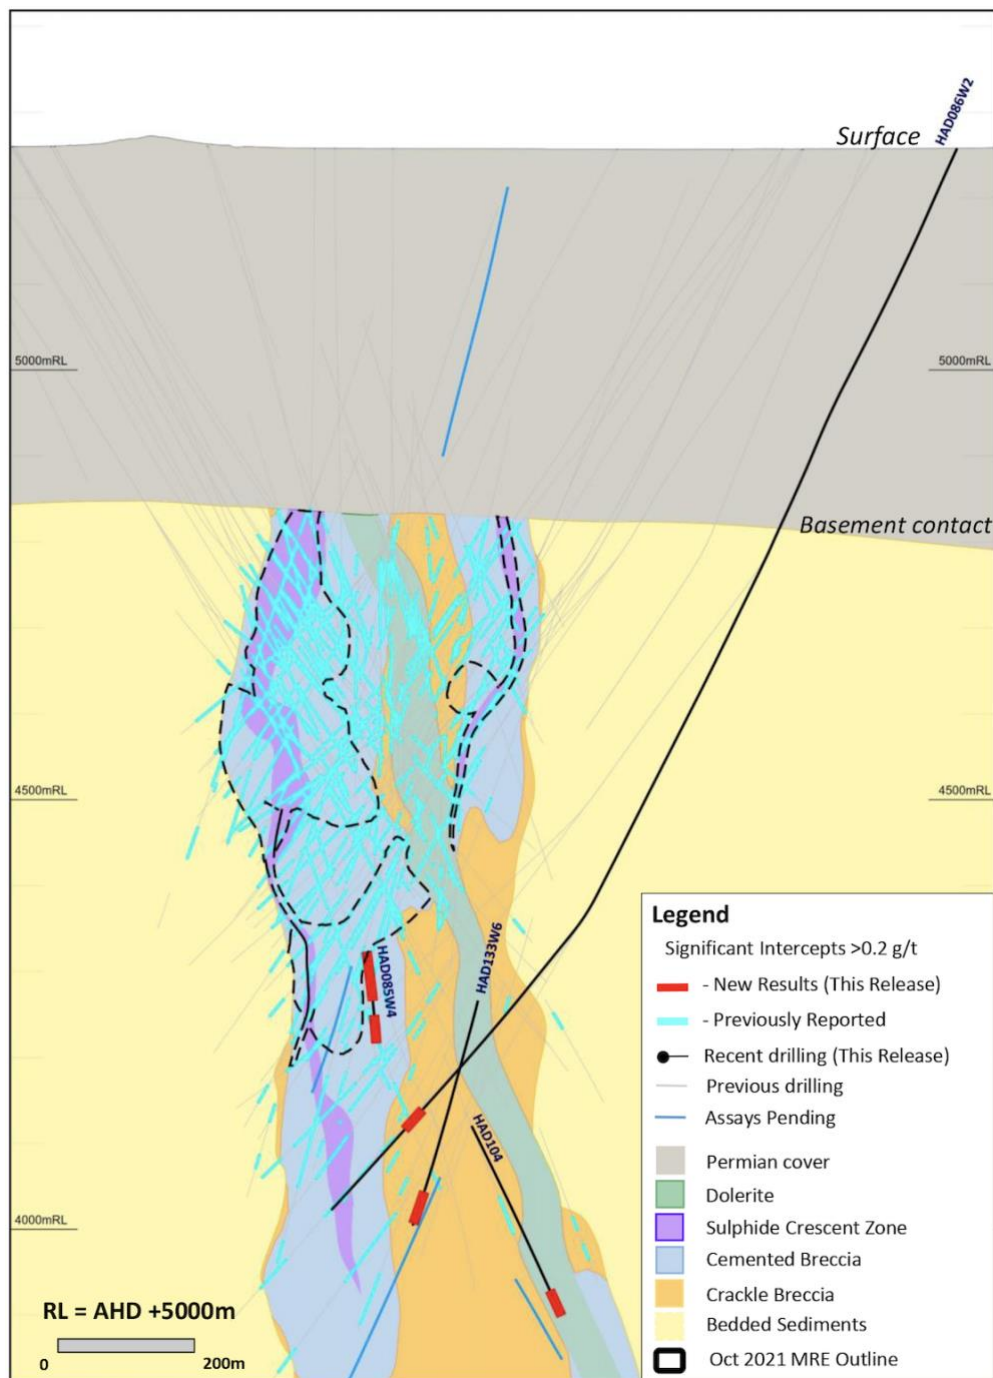 HAD086W2
Surface
5000mRL
5000mRL
Basement contact
4500mRL
4500mRL
HAD085W4
HAD133W6
HAD104
4000mRL
RL = AHD +5000m
0
200m
Legend
Significant Intercepts >0.2 g/t
- New Results (This Release)
- Previously Reported
Recent drilling (This Release)
Previous drilling
Assays Pending
Permian cover
Dolerite
Sulphide Crescent Zone
Cemented Breccia
Crackle Breccia
Bedded Sediments
Oct 2021 MRE Outline